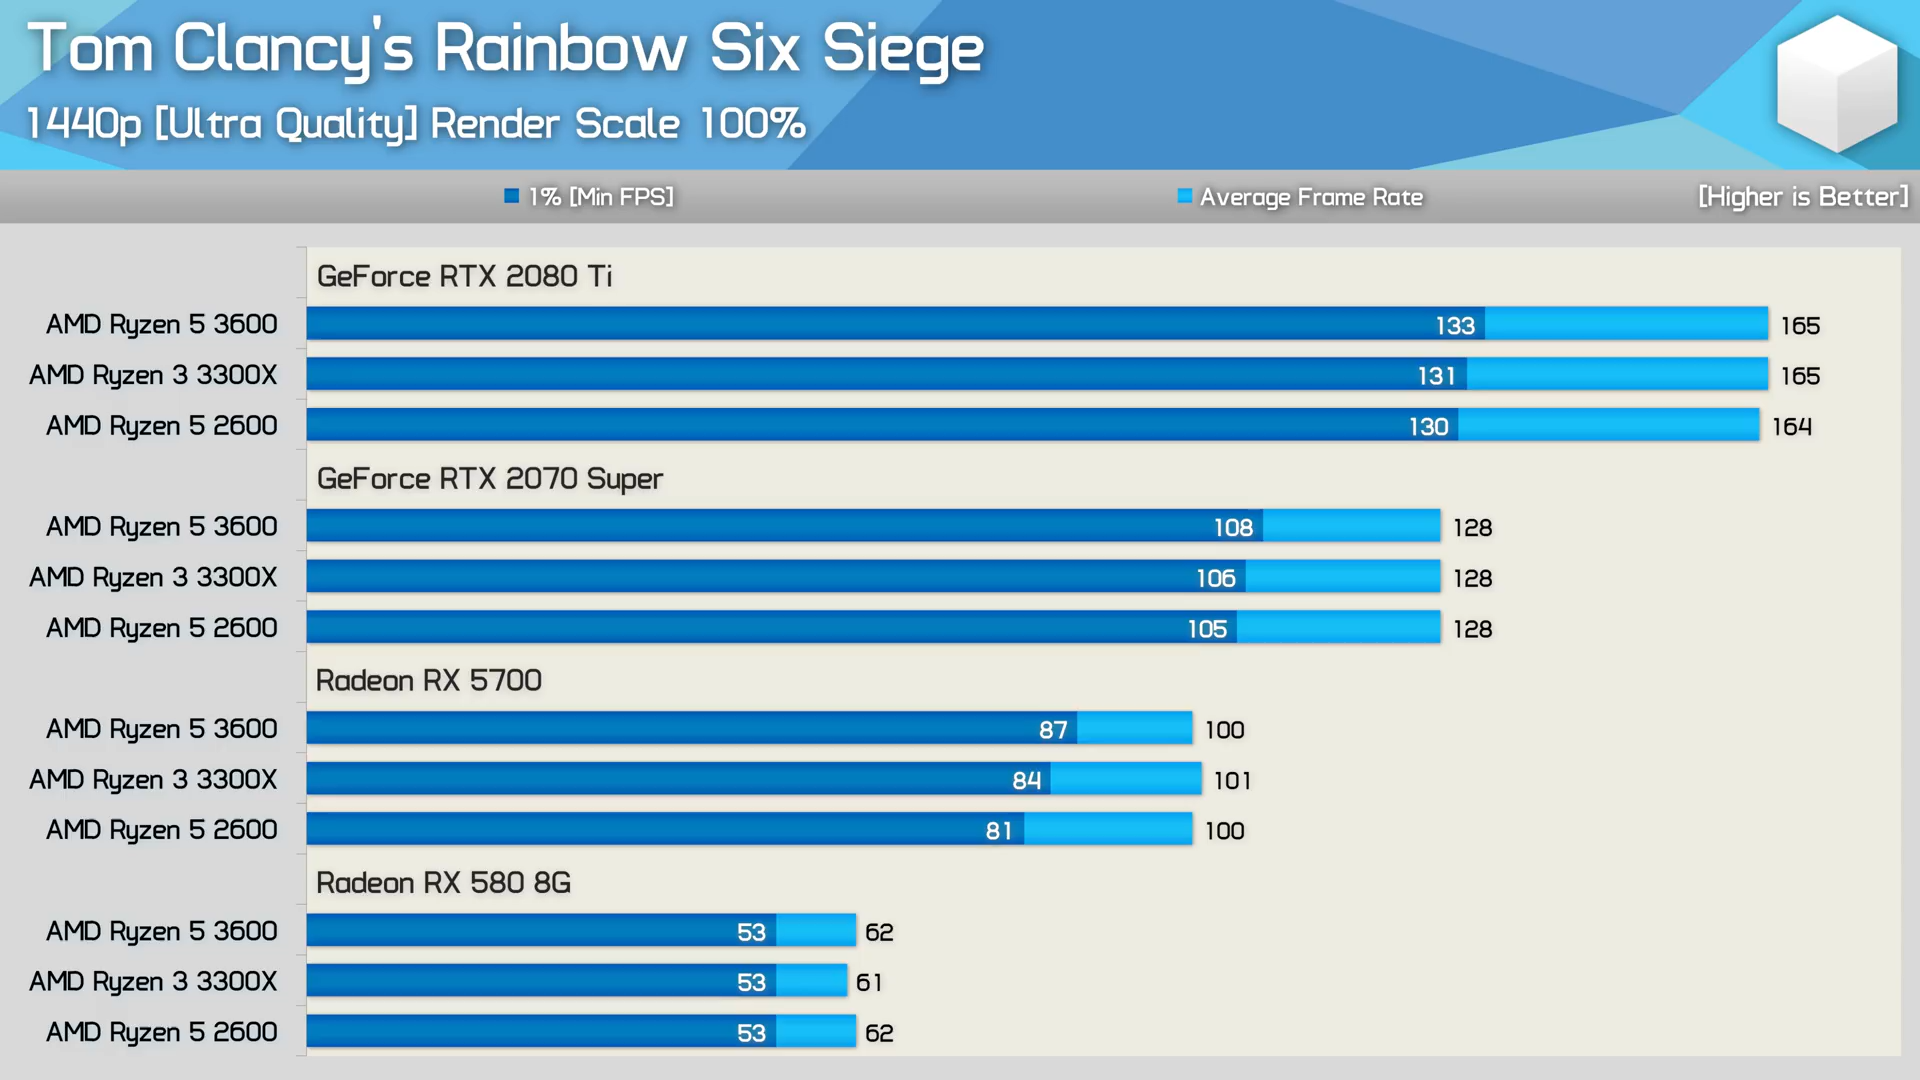 Tom Clancy's Rainbow Six Siege
1440p [Ultra Quality] Render Scale 100%
1% [Min FPS] Average Frame Rate [Higher is Better]
GeForce RTX 2080 Ti
AMD Ryzen 5 3600 133 165
AMD Ryzen 3 3300X 131 165
AMD Ryzen 5 2600 130 164
GeForce RTX 2070 Super
AMD Ryzen 5 3600 108 128
AMD Ryzen 3 3300X 106 128
AMD Ryzen 5 2600 105 128
Radeon RX 5700
AMD Ryzen 5 3600 87 100
AMD Ryzen 3 3300X 84 101
AMD Ryzen 5 2600 81 100
Radeon RX 580 8G
AMD Ryzen 5 3600 53 62
AMD Ryzen 3 3300X 53 61
AMD Ryzen 5 2600 53 62